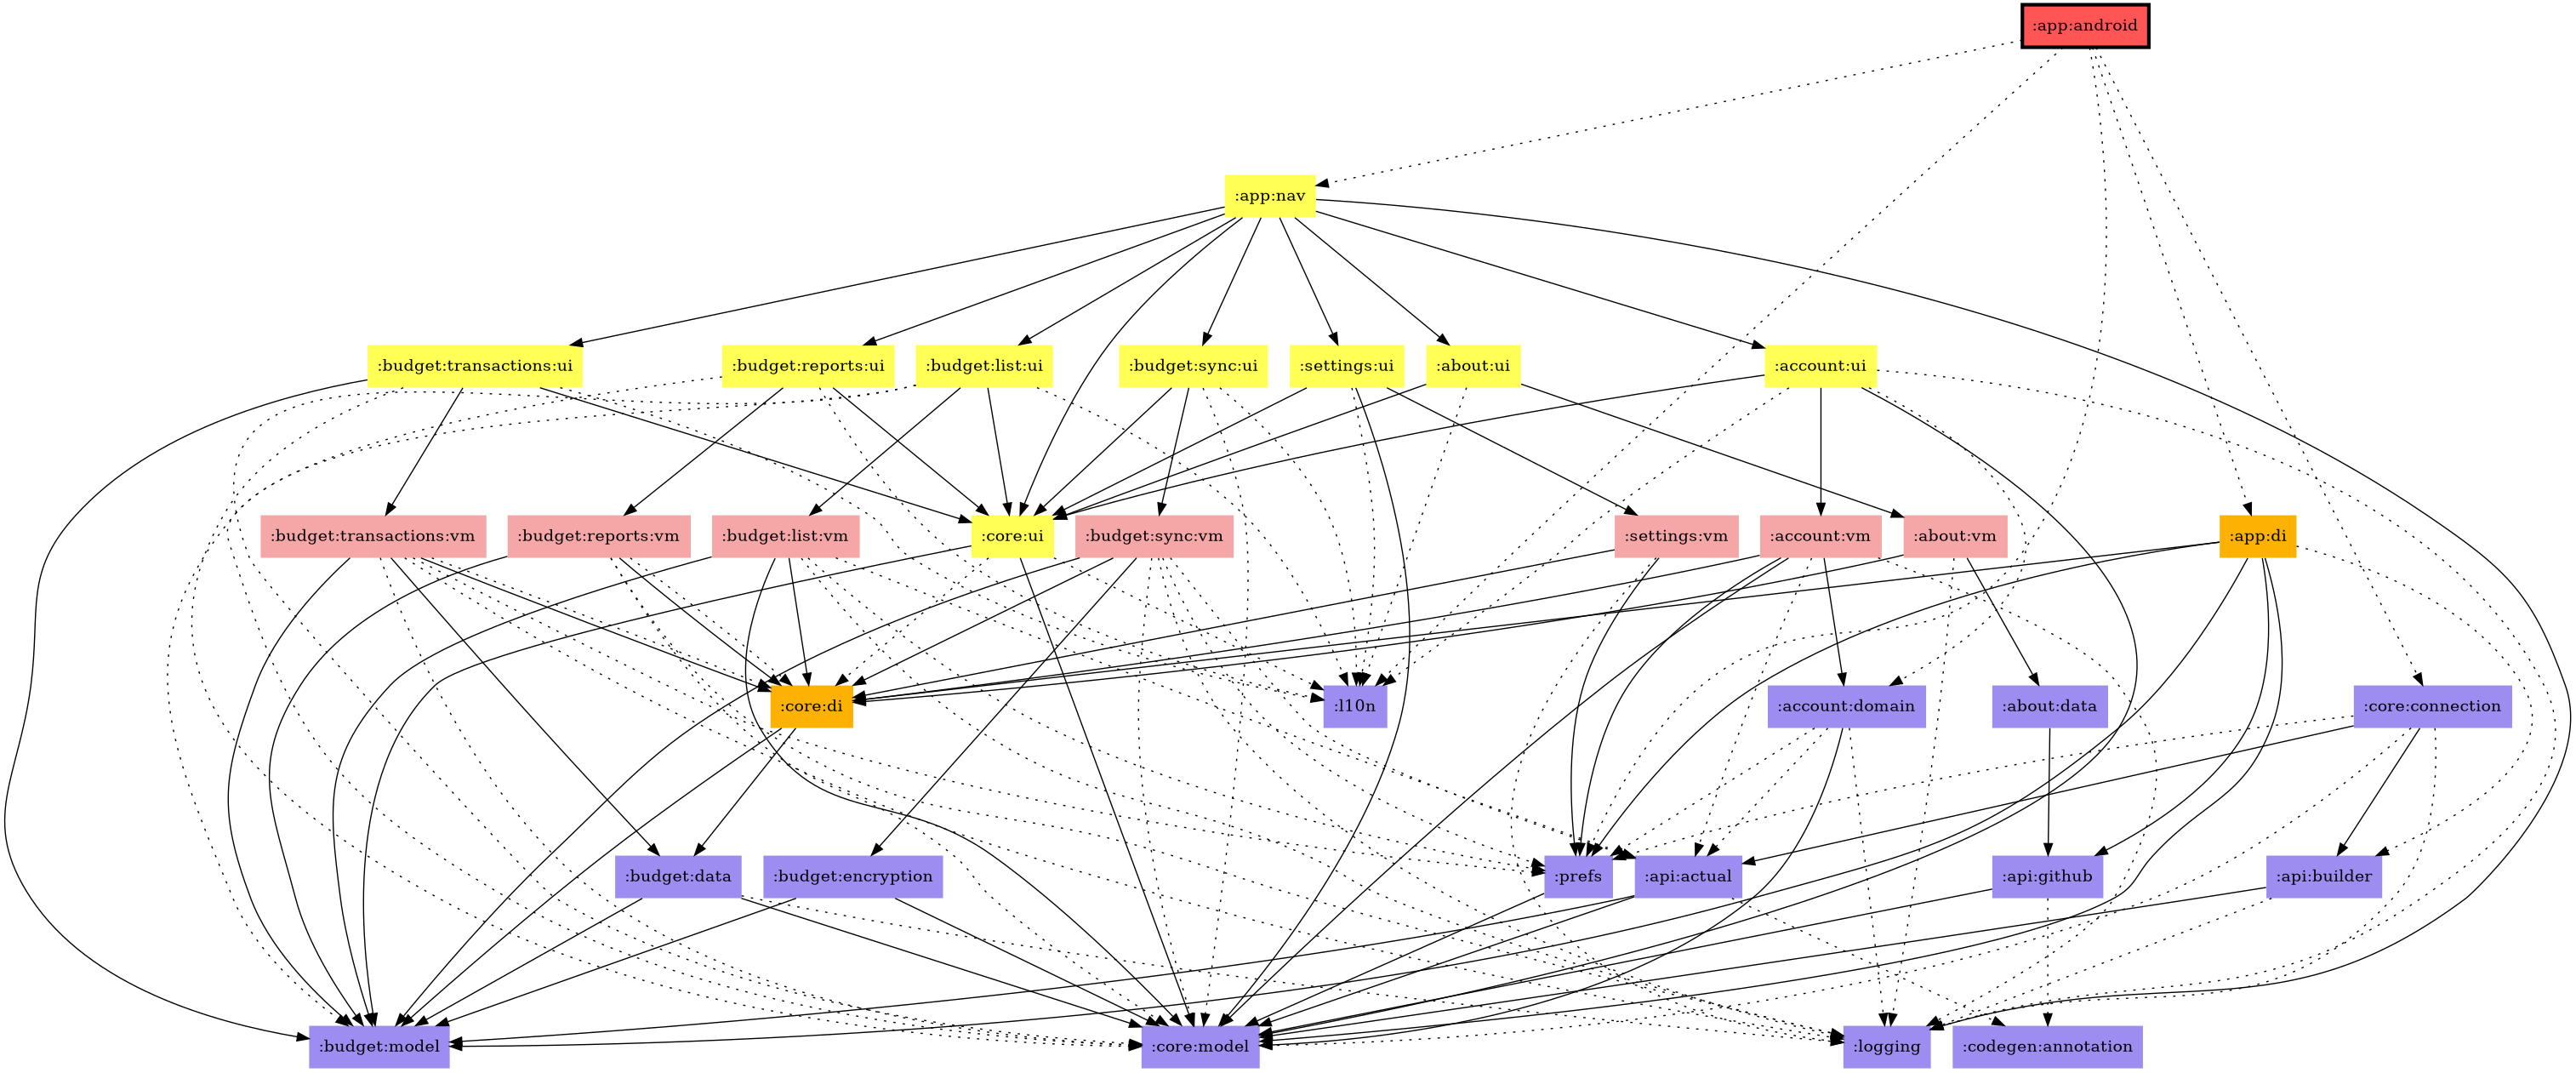 :app:android
:app:nav
:budget:transactions:ui
:budget:reports:ui
:budget:list:ui
:budget:sync:ui
:settings:ui
:about:ui
:account:ui
:budget:transactions:vm
:budget:reports:vm
:budget:list:vm
:core:ui
:budget:sync:vm
:settings:vm
:account:vm
:about:vm
:app:di
:core:di
:l10n
:account:domain
:about:data
:core:connection
:budget:data
:budget:encryption
:prefs
:api:actual
:api:github
:api:builder
:budget:model
:core:model
:logging
:codegen:annotation